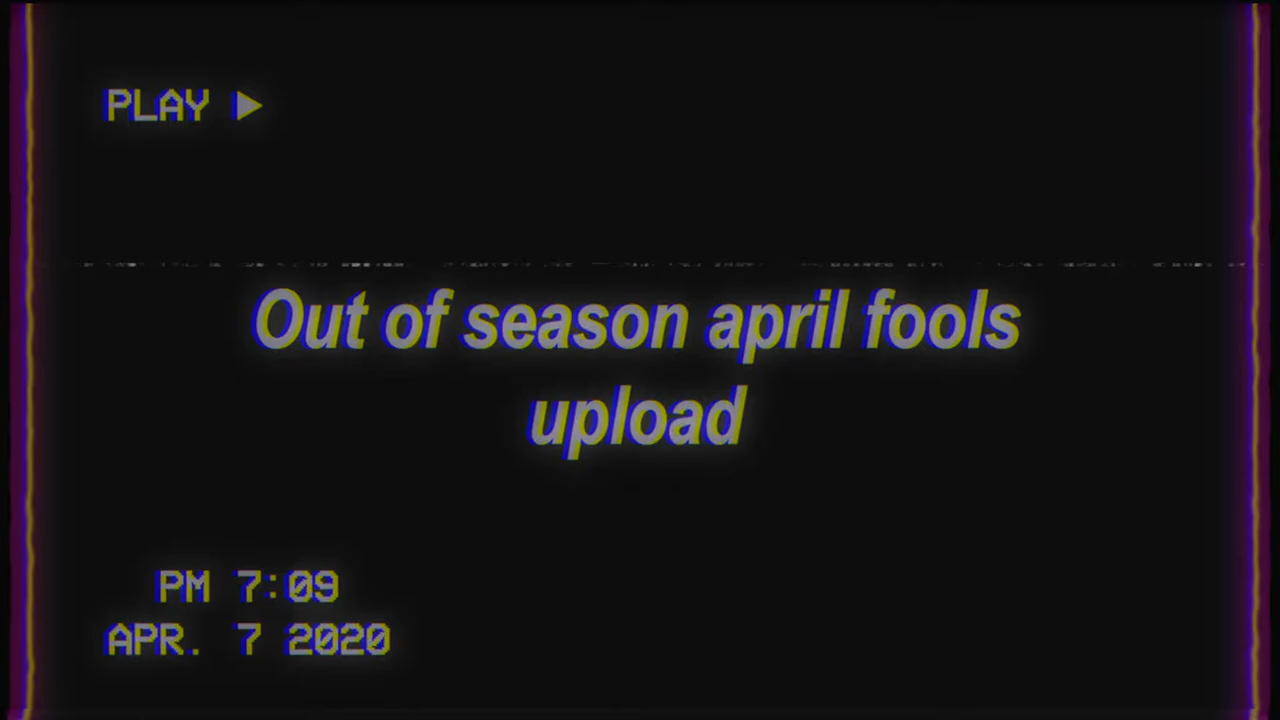 PLAY ▶
Out of season april fools
upload
PM 7:09
APR. 7 2020